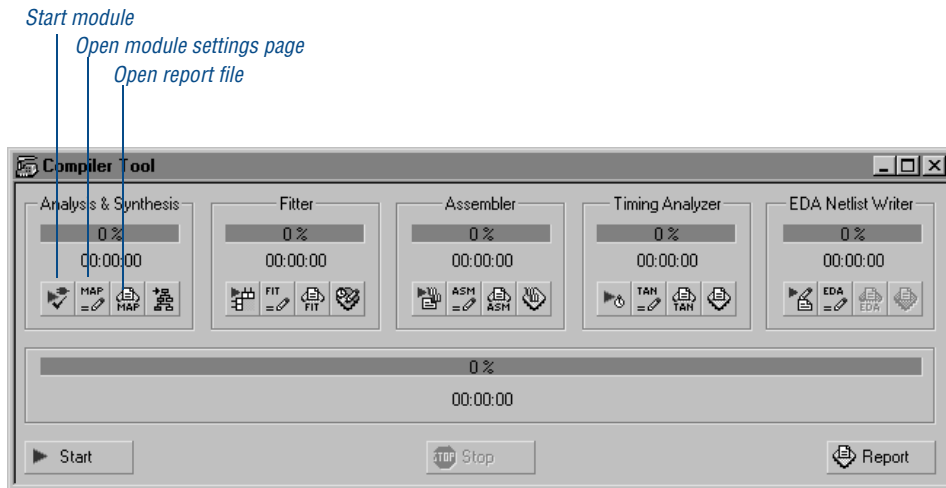 Start module
Open module settings page
Open report file
Compiler Tool
Analysis & Synthesis Fitter Assembler Timing Analyzer EDA Netlist Writer
0 % 0 % 0 % 0 % 0 %
00:00:00 00:00:00 00:00:00 00:00:00 00:00:00
MAP MAP FIT FIT ASM ASM TAN TAN EDA EDA
0 %
00:00:00
Start STOP Stop Report